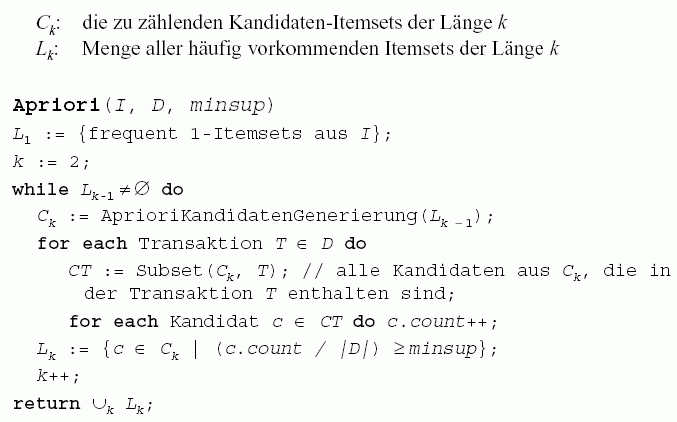 Cₖ: die zu zählenden Kandidaten-Itemsets der Länge k
Lₖ: Menge aller häufig vorkommenden Itemsets der Länge k
Apriori(I, D, minsup)
L₁ := {frequent 1-Itemsets aus I};
k := 2;
while Lₖ₋₁ ≠ ∅ do
Cₖ := AprioriKandidatenGenerierung(Lₖ₋₁);
for each Transaktion T ∈ D do
CT := Subset(Cₖ, T); // alle Kandidaten aus Cₖ, die in
der Transaktion T enthalten sind;
for each Kandidat c ∈ CT do c.count++;
Lₖ := {c ∈ Cₖ | (c.count / |D|) ≥ minsup};
k++;
return ∪ₖ Lₖ;